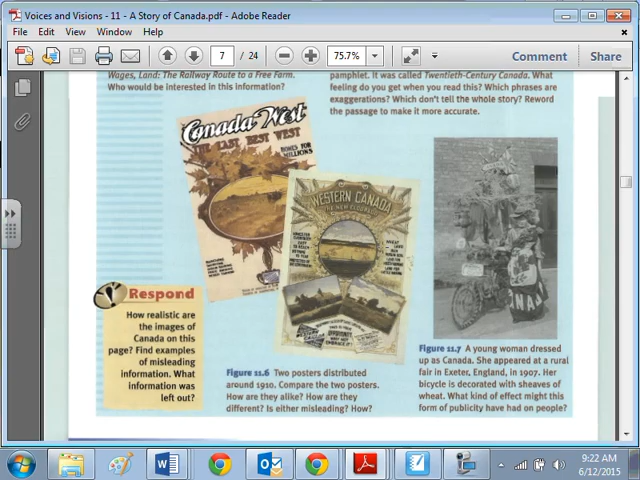 Voices and Visions - 11 - A Story of Canada.pdf - Adobe Reader
File Edit View Window Help
7 / 24
75.7%
Comment
Share
Wages, Land: The Railway Route to a Free Farm.
Who would be interested in this information?
pamphlet. It was called Twentieth-Century Canada. What
feeling do you get when you read this? Which phrases are
exaggerations? Which don't tell the whole story? Reword
the passage to make it more accurate.
Canada West
THE LAST BEST WEST
HOMES FOR
MILLIONS
WESTERN CANADA
THE NEW ELDORADO
Respond
How realistic are
the images of
Canada on this
page? Find examples
of misleading
information. What
information was
left out?
Figure 11.6 Two posters distributed
around 1910. Compare the two posters.
How are they alike? How are they
different? Is either misleading? How?
Figure 11.7 A young woman dressed
up as Canada. She appeared at a rural
fair in Exeter, England, in 1907. Her
bicycle is decorated with sheaves of
wheat. What kind of effect might this
form of publicity have had on people?
9:22 AM
6/12/2015